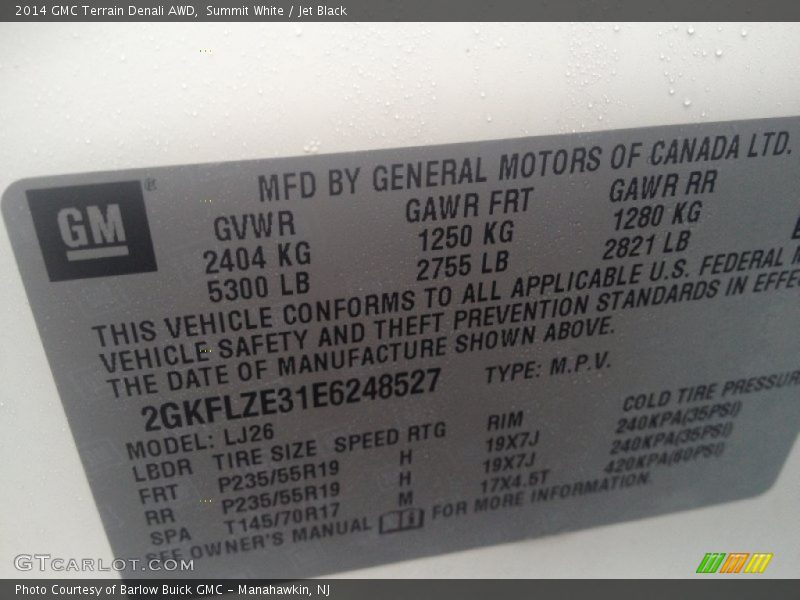 2014 GMC Terrain Denali AWD, Summit White / Jet Black
GM ®
MFD BY GENERAL MOTORS OF CANADA LTD.
GVWR GAWR FRT GAWR RR
2404 KG 1250 KG 1280 KG
5300 LB 2755 LB 2821 LB
THIS VEHICLE CONFORMS TO ALL APPLICABLE U.S. FEDERAL
VEHICLE SAFETY AND THEFT PREVENTION STANDARDS IN EFFE
THE DATE OF MANUFACTURE SHOWN ABOVE.
2GKFLZE31E6248527 TYPE: M.P.V.
MODEL: LJ26
LBDR TIRE SIZE SPEED RTG RIM COLD TIRE PRESSUR
FRT P235/55R19 H 19X7J 240KPA(35PSI)
RR P235/55R19 H 19X7J 240KPA(35PSI)
SPA T145/70R17 M 17X4.5T 420KPA(60PSI)
SEE OWNER'S MANUAL FOR MORE INFORMATION.
GTCARLOT.COM
Photo Courtesy of Barlow Buick GMC – Manahawkin, NJ